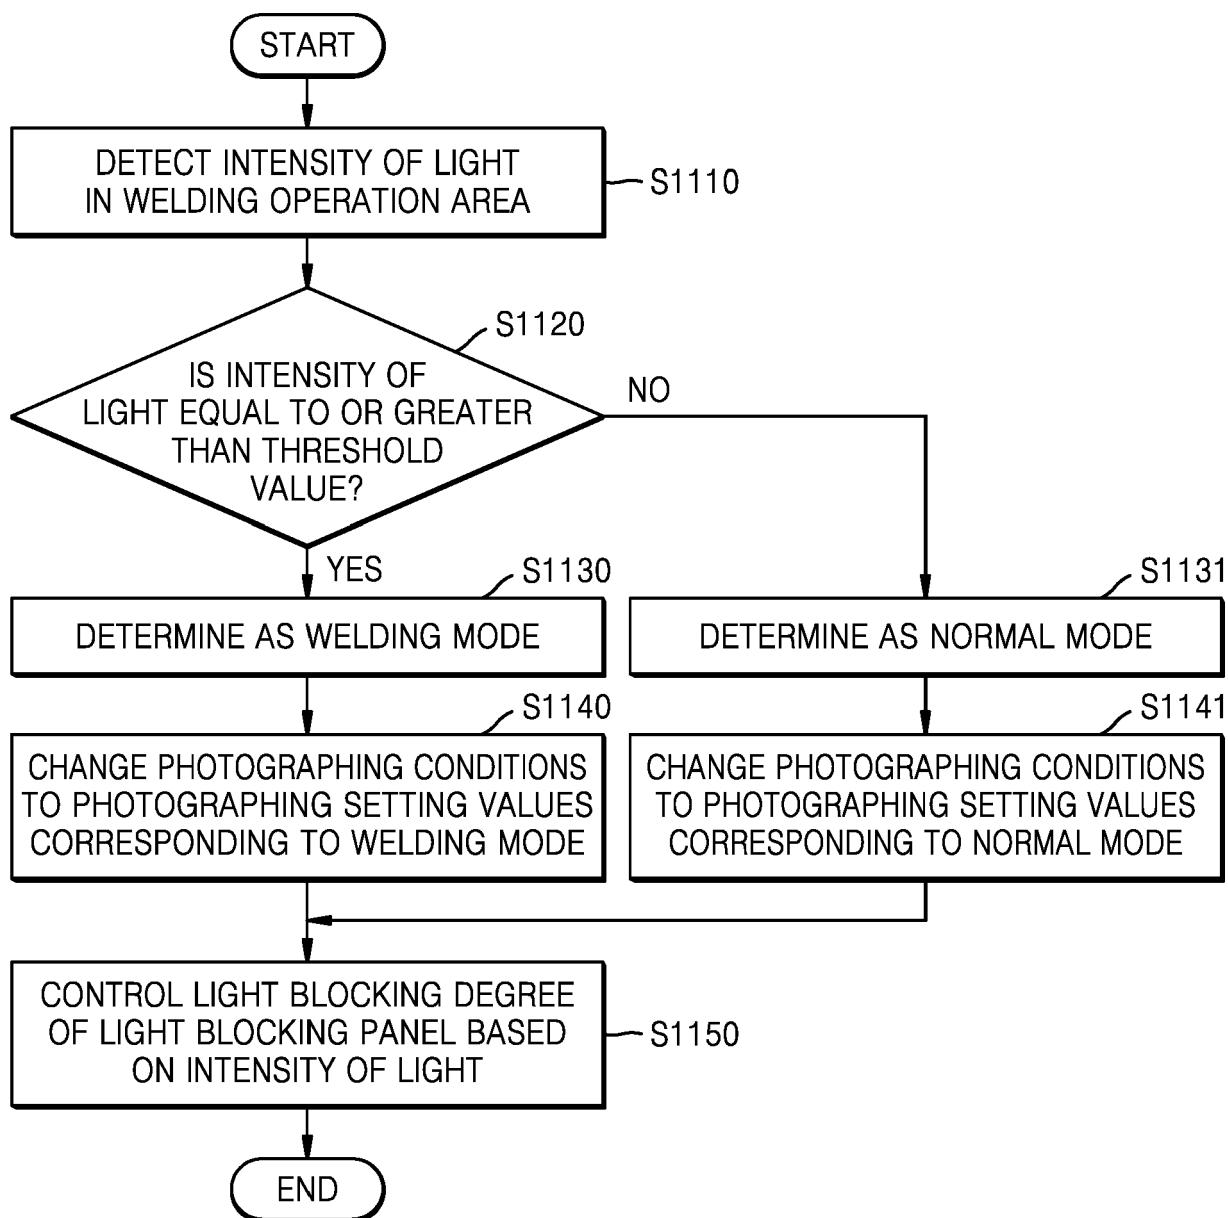 START
DETECT INTENSITY OF LIGHT
IN WELDING OPERATION AREA
S1110
S1120
IS INTENSITY OF
LIGHT EQUAL TO OR GREATER
THAN THRESHOLD
VALUE?
NO
YES
S1130
DETERMINE AS WELDING MODE
S1131
DETERMINE AS NORMAL MODE
S1140
CHANGE PHOTOGRAPHING CONDITIONS
TO PHOTOGRAPHING SETTING VALUES
CORRESPONDING TO WELDING MODE
S1141
CHANGE PHOTOGRAPHING CONDITIONS
TO PHOTOGRAPHING SETTING VALUES
CORRESPONDING TO NORMAL MODE
CONTROL LIGHT BLOCKING DEGREE
OF LIGHT BLOCKING PANEL BASED
ON INTENSITY OF LIGHT
S1150
END